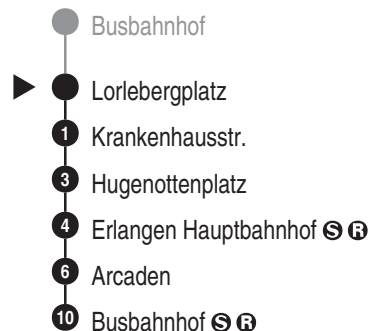 Busbahnhof
Lorlebergplatz
1 Krankenhausstr.
3 Hugenottenplatz
4 Erlangen Hauptbahnhof S R
6 Arcaden
10 Busbahnhof S R